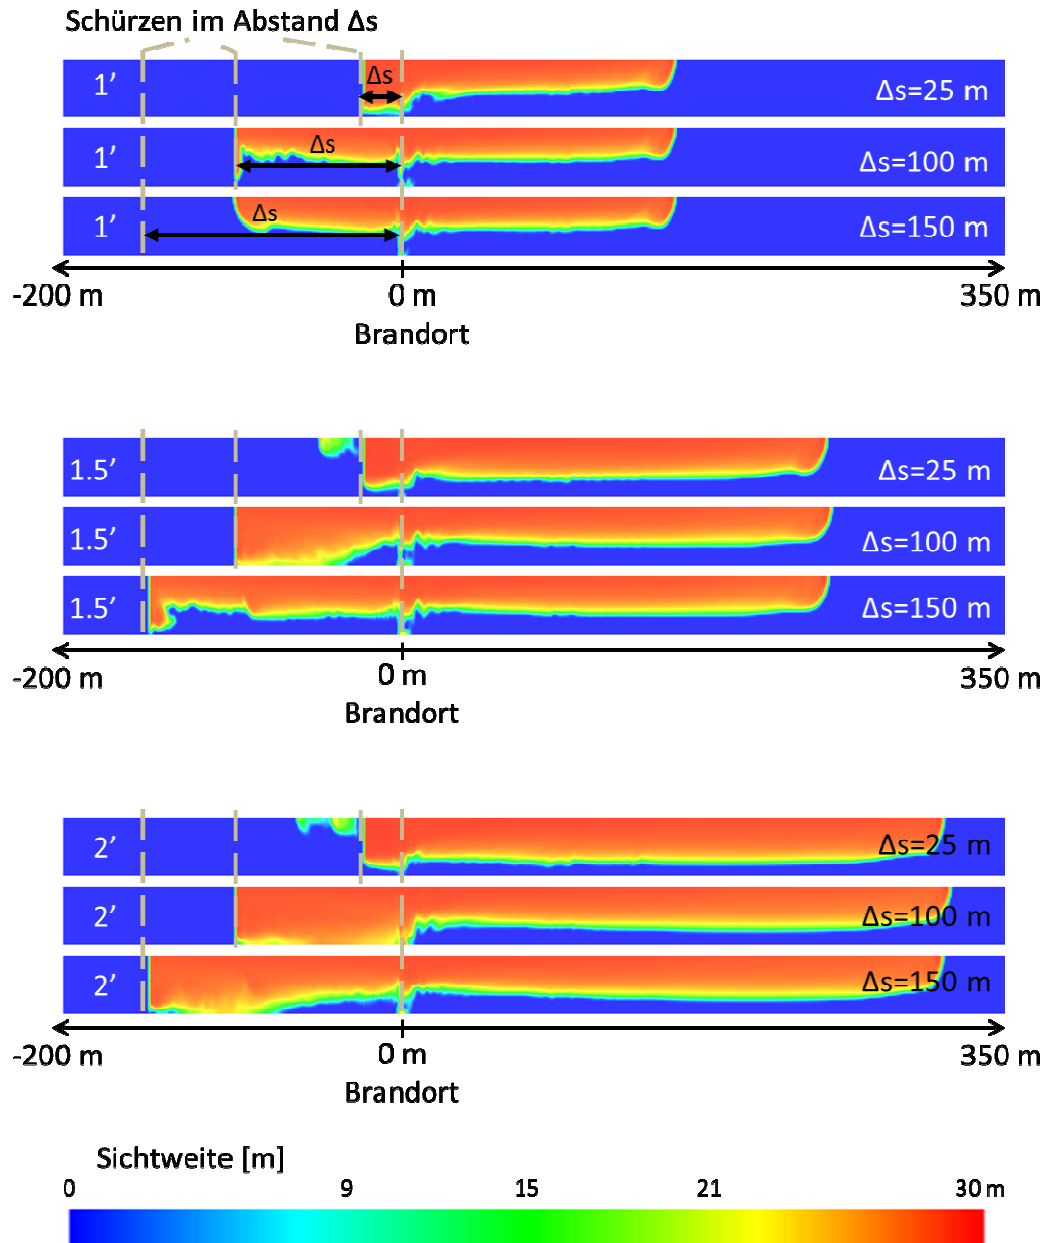 Schürzen im Abstand Δs
1’ Δs Δs=25 m
1’ Δs Δs=100 m
1’ Δs Δs=150 m
-200 m 0 m 350 m
Brandort
1.5’ Δs=25 m
1.5’ Δs=100 m
1.5’ Δs=150 m
-200 m 0 m 350 m
Brandort
2’ Δs=25 m
2’ Δs=100 m
2’ Δs=150 m
-200 m 0 m 350 m
Brandort
Sichtweite [m]
0 9 15 21 30 m